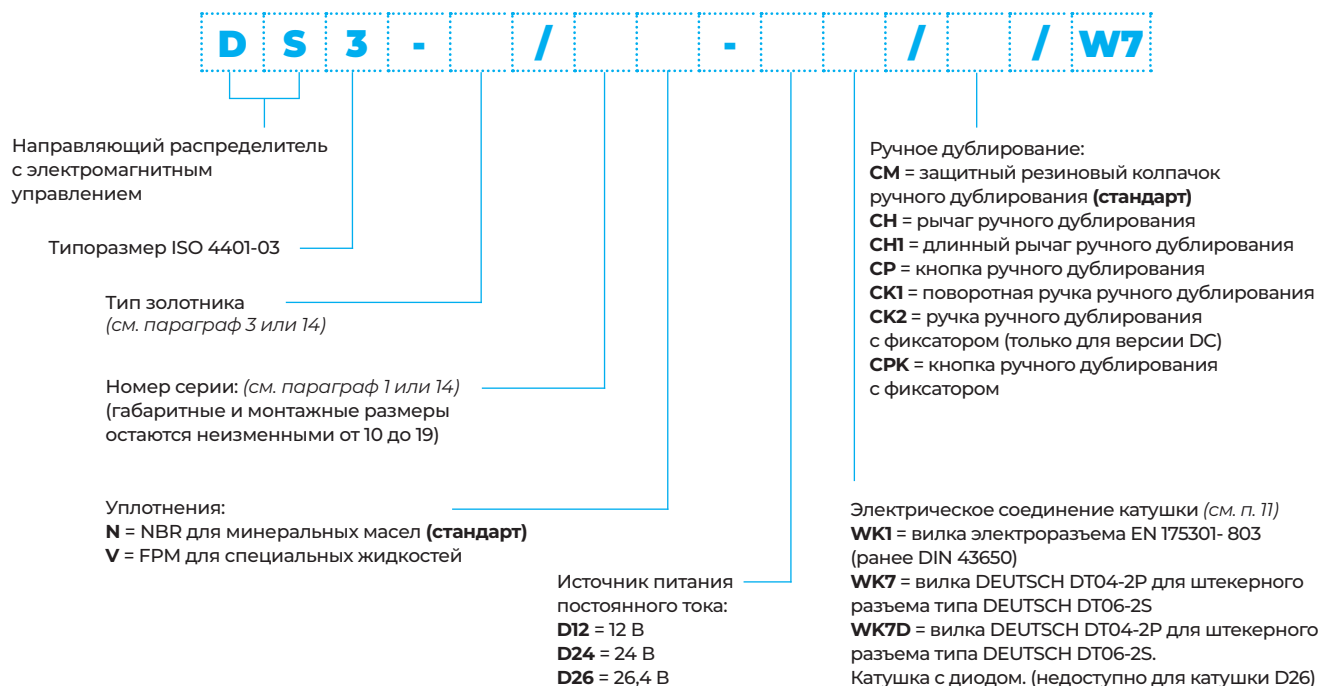 D S 3 - / - / / W7
Направляющий распределитель
с электромагнитным
управлением
Типоразмер ISO 4401-03
Тип золотника
(см. параграф 3 или 14)
Номер серии: (см. параграф 1 или 14)
(габаритные и монтажные размеры
остаются неизменными от 10 до 19)
Уплотнения:
N = NBR для минеральных масел (стандарт)
V = FPM для специальных жидкостей
Источник питания
постоянного тока:
D12 = 12 В
D24 = 24 В
D26 = 26,4 В
Ручное дублирование:
CM = защитный резиновый колпачок
ручного дублирования (стандарт)
CH = рычаг ручного дублирования
CH1 = длинный рычаг ручного дублирования
CP = кнопка ручного дублирования
CK1 = поворотная ручка ручного дублирования
CK2 = ручка ручного дублирования
с фиксатором (только для версии DC)
CPK = кнопка ручного дублирования
с фиксатором
Электрическое соединение катушки (см. п. 11)
WK1 = вилка электроразъема EN 175301- 803
(ранее DIN 43650)
WK7 = вилка DEUTSCH DT04-2P для штекерного
разъема типа DEUTSCH DT06-2S
WK7D = вилка DEUTSCH DT04-2P для штекерного
разъема типа DEUTSCH DT06-2S.
Катушка с диодом. (недоступно для катушки D26)